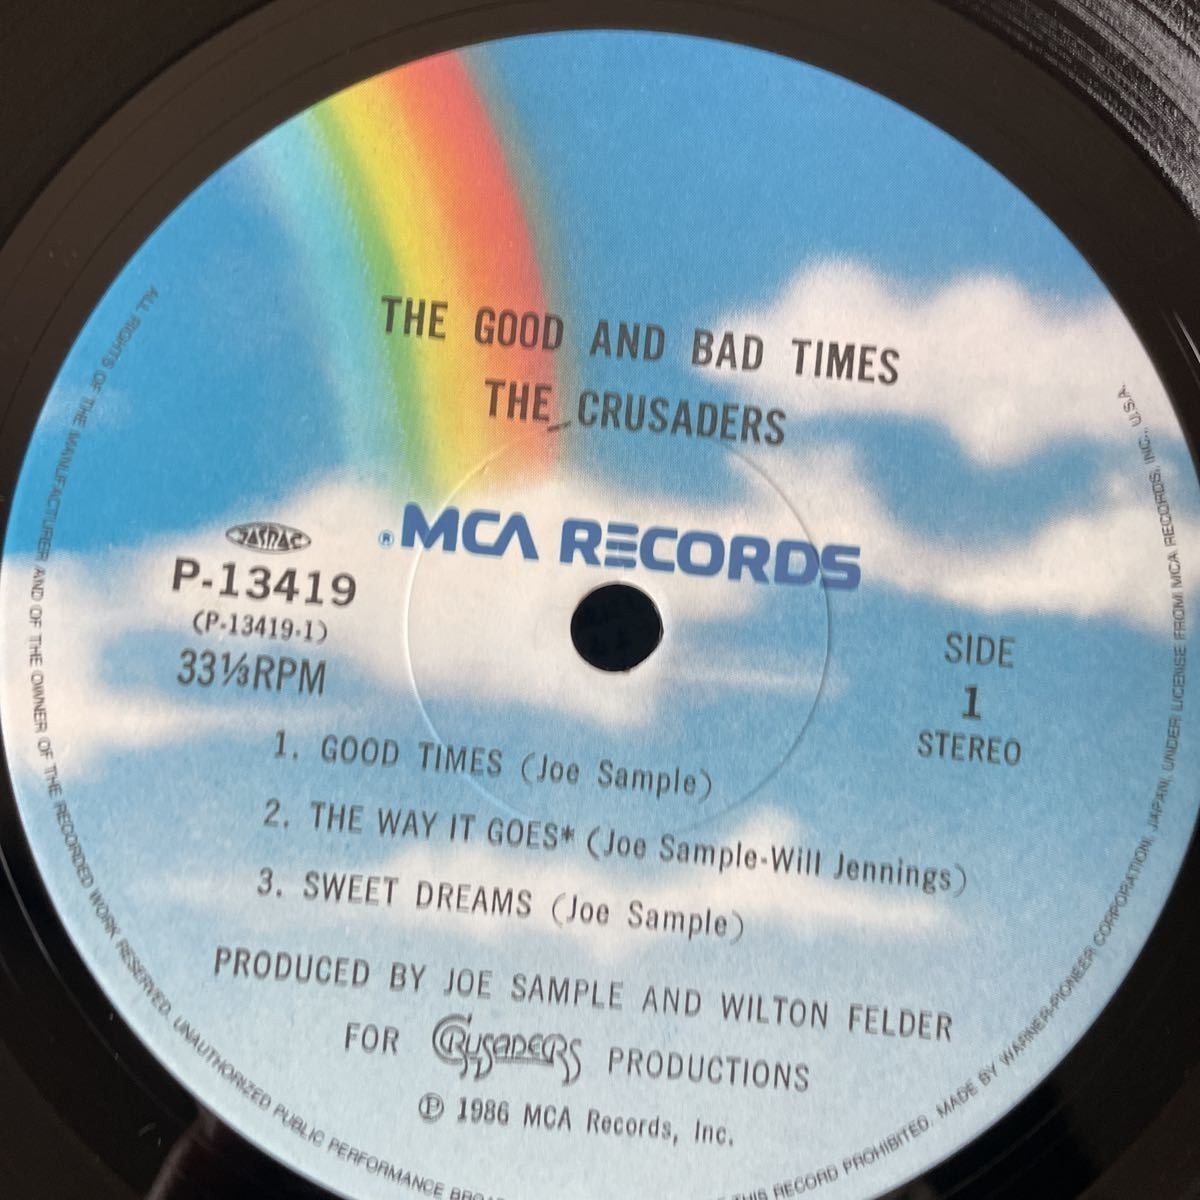 THE GOOD AND BAD TIMES
THE CRUSADERS
® MCA RECORDS
JASRAC
P-13419
(P-13419-1)
33⅓RPM
SIDE
1
STEREO
1. GOOD TIMES (Joe Sample)
2. THE WAY IT GOES* (Joe Sample-Will Jennings)
3. SWEET DREAMS (Joe Sample)
PRODUCED BY JOE SAMPLE AND WILTON FELDER
FOR CRUSADERS PRODUCTIONS
Ⓟ 1986 MCA Records, Inc.
ALL RIGHTS OF THE MANUFACTURER AND OF THE OWNER OF THE RECORDED WORK RESERVED. UNAUTHORIZED PUBLIC PERFORMANCE THIS RECORD PROHIBITED. MADE BY WARNER-PIONEER CORPORATION, JAPAN, UNDER LICENSE FROM MCA RECORDS, INC., U.S.A.